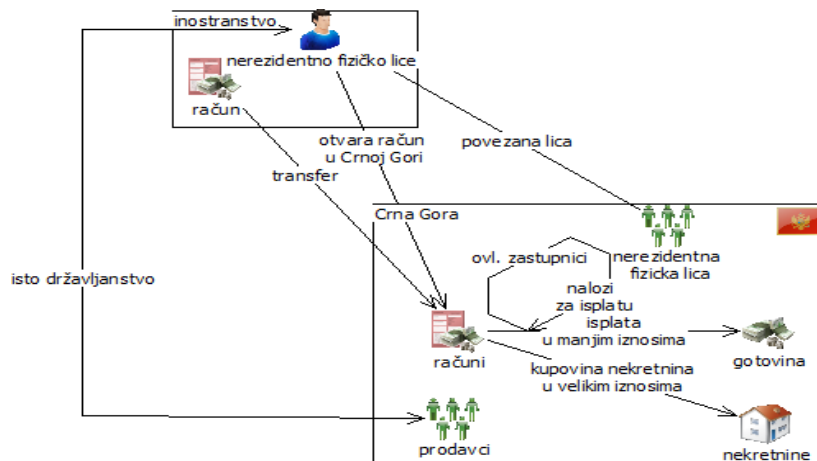 inostranstvo
nerezidentno fizičko lice
račun
otvara račun
u Crnoj Gori
povezana lica
transfer
Crna Gora
ovl. zastupnici
nerezidentna
fizicka lica
isto državljanstvo
nalozi
za isplatu
isplata
u manjim iznosima
računi
gotovina
kupovina nekretnina
u velikim iznosima
prodavci
nekretnine